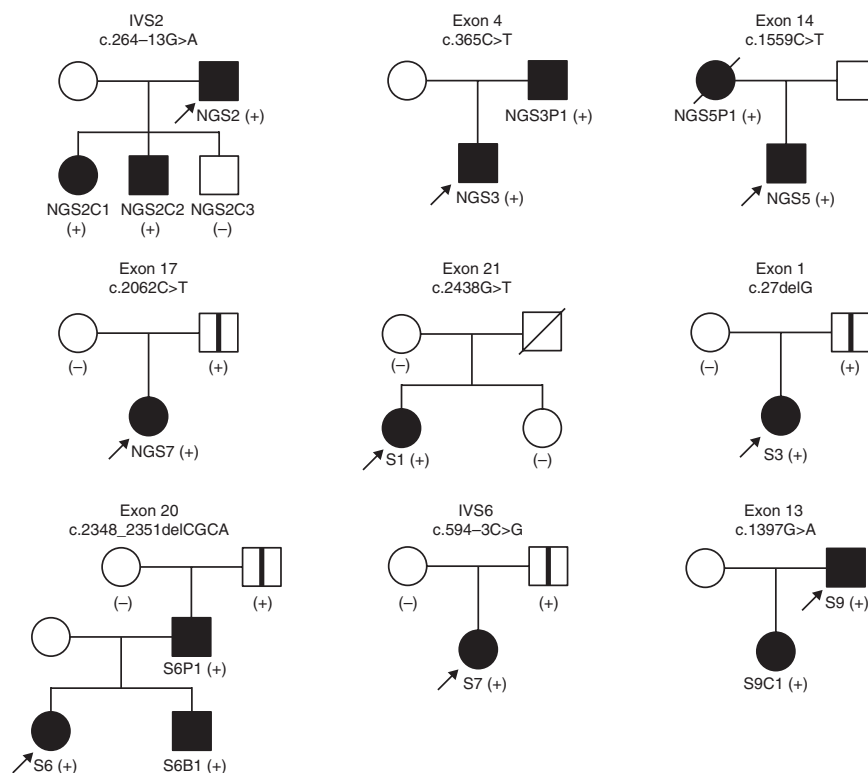 IVS2
c.264–13G>A
NGS2 (+)
NGS2C1 NGS2C2 NGS2C3
(+) (+) (–)
Exon 4
c.365C>T
NGS3P1 (+)
NGS3 (+)
Exon 14
c.1559C>T
NGS5P1 (+)
NGS5 (+)
Exon 17
c.2062C>T
(–) (+)
NGS7 (+)
Exon 21
c.2438G>T
(–)
S1 (+) (–)
Exon 1
c.27delG
(–) (+)
S3 (+)
Exon 20
c.2348_2351delCGCA
(–) (+)
S6P1 (+)
S6 (+) S6B1 (+)
IVS6
c.594–3C>G
(–) (+)
S7 (+)
Exon 13
c.1397G>A
S9 (+)
S9C1 (+)